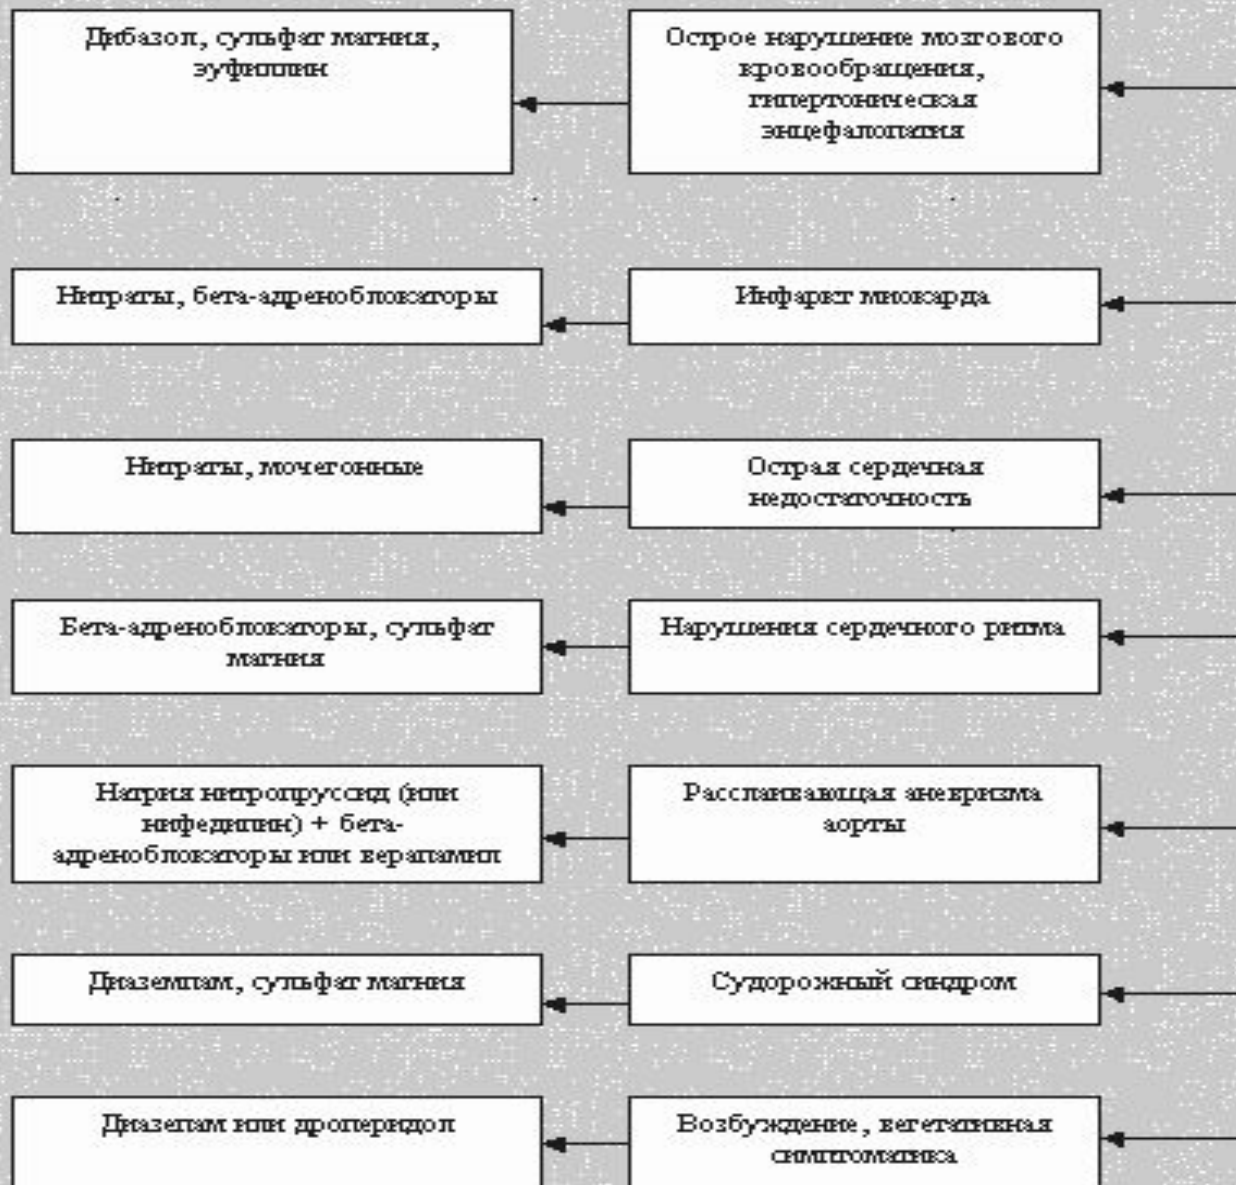 Дибазол, сульфат магния,
эуфиллин
Острое нарушение мозгового
кровообращения,
гипертоническая
энцефалопатия
Нитраты, бета-адреноблокаторы
Инфаркт миокарда
Нитраты, мочегонные
Острая сердечная
недостаточность
Бета-адреноблокаторы, сульфат
магния
Нарушения сердечного ритма
Натрия нитропруссид (или
нифедипин) + бета-
адреноблокаторы или верапамил
Расслаивающая аневризма
аорты
Диаземпам, сульфат магния
Судорожный синдром
Диазепам или дроперидол
Возбуждение, вегетативная
симптоматика